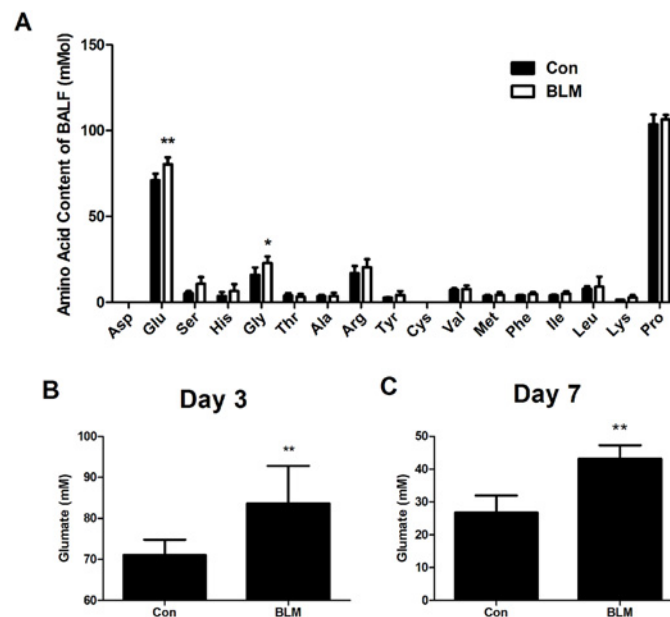 A
Amino Acid Content of BALF (mMol)
150
100
50
0
Con
BLM
**
*
Asp
Glu
Ser
His
Gly
Thr
Ala
Arg
Tyr
Cys
Val
Met
Phe
Ile
Leu
Lys
Pro
B
Day 3
Glumate (mM)
100
90
80
70
60
**
Con
BLM
C
Day 7
Glumate (mM)
50
40
30
20
10
0
**
Con
BLM